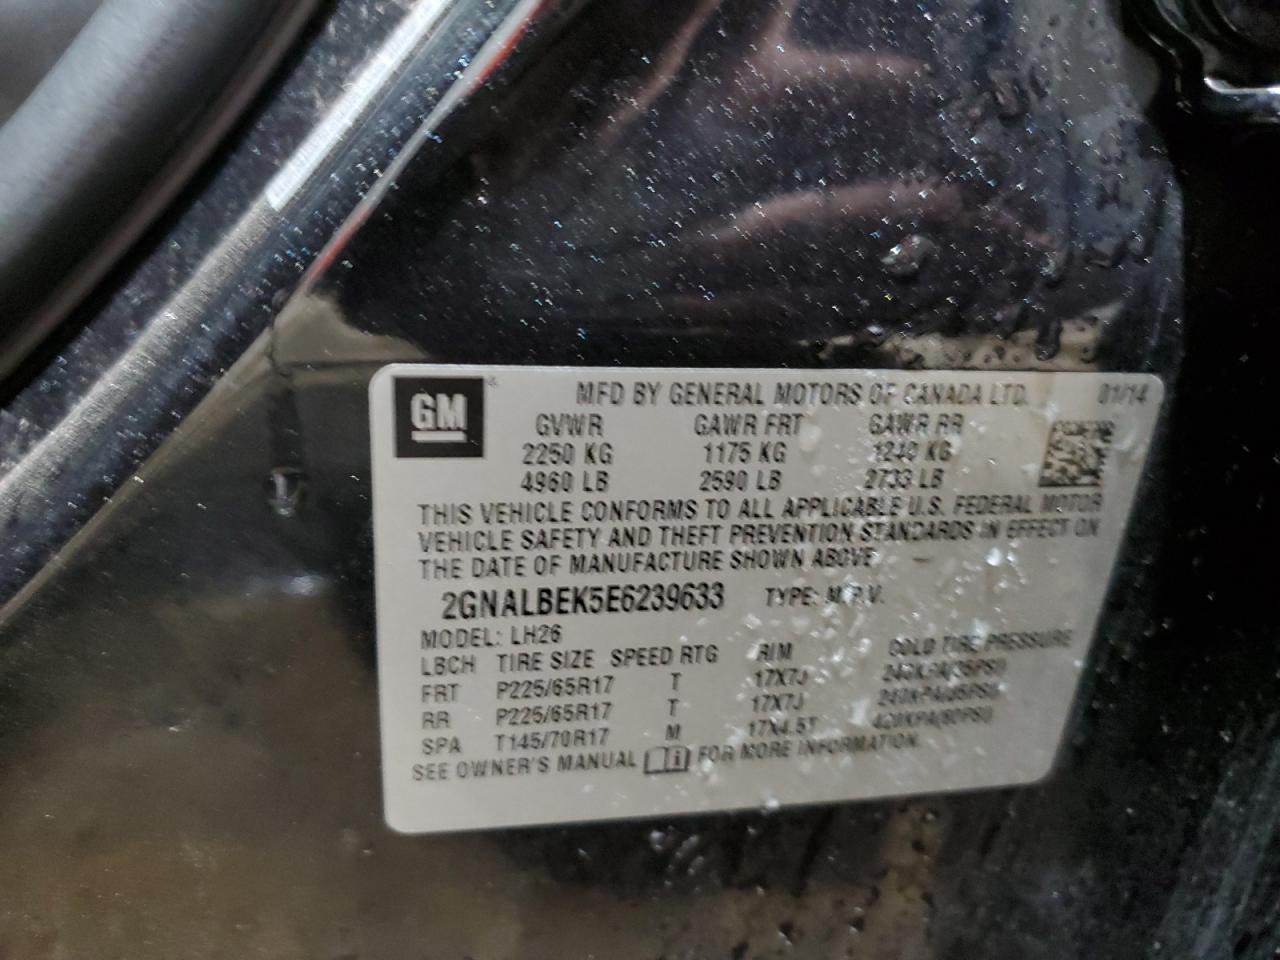 GM
MFD BY GENERAL MOTORS OF CANADA LTD. 01/14
GVWR GAWR FRT GAWR RR
2250 KG 1175 KG 1240 KG
4960 LB 2590 LB 2733 LB
THIS VEHICLE CONFORMS TO ALL APPLICABLE U.S. FEDERAL MOTOR
VEHICLE SAFETY AND THEFT PREVENTION STANDARDS IN EFFECT ON
THE DATE OF MANUFACTURE SHOWN ABOVE
2GNALBEK5E6239633 TYPE: M.P.V.
MODEL: LH26
LBCH TIRE SIZE SPEED RTG RIM COLD TIRE PRESSURE
FRT P225/65R17 T 17X7J 240KPA(35PSI)
RR P225/65R17 T 17X7J 240KPA(35PSI)
SPA T145/70R17 M 17X4.5T 420KPA(60PSI)
SEE OWNER'S MANUAL FOR MORE INFORMATION.